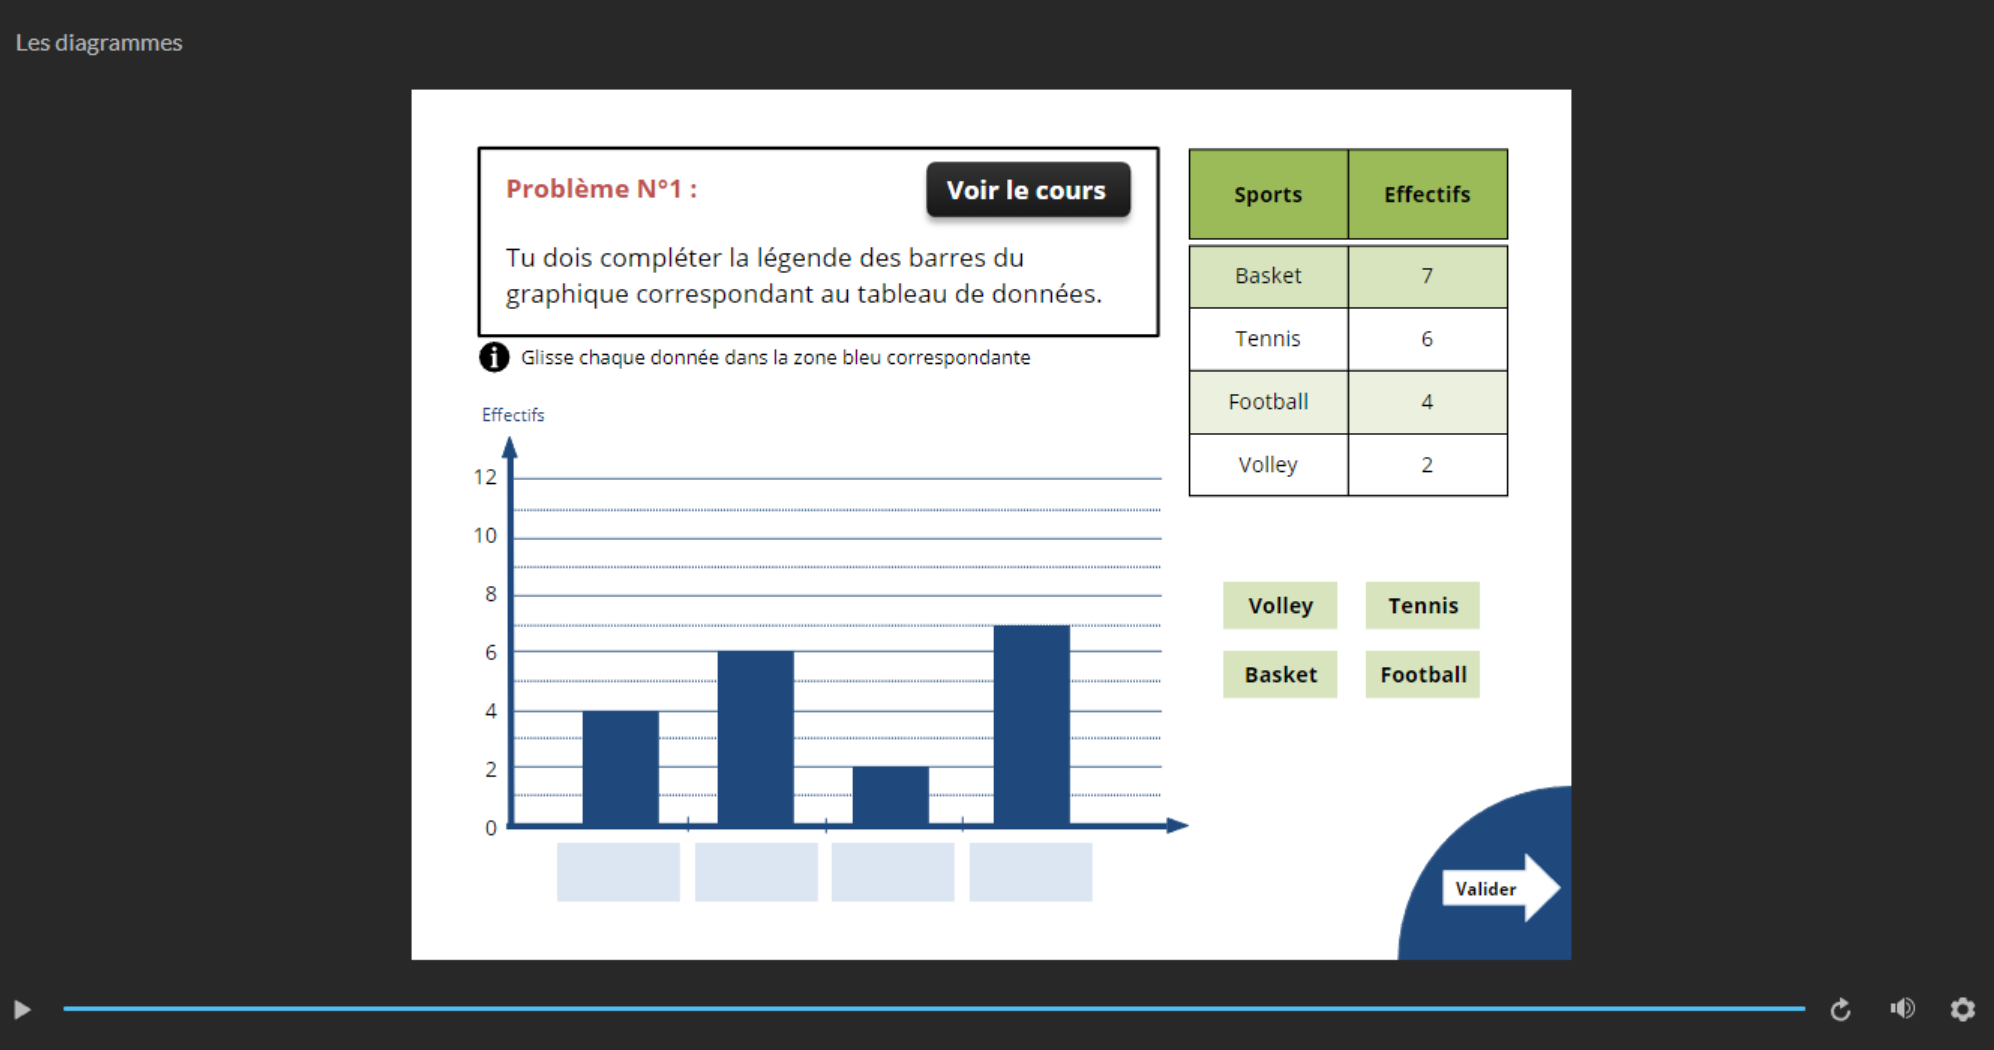 Les diagrammes
Problème N°1 :
Voir le cours
Tu dois compléter la légende des barres du
graphique correspondant au tableau de données.
Glisse chaque donnée dans la zone bleu correspondante
Sports Effectifs
Basket 7
Tennis 6
Football 4
Volley 2
Effectifs
12
10
8
6
4
2
0
Volley Tennis
Basket Football
Valider